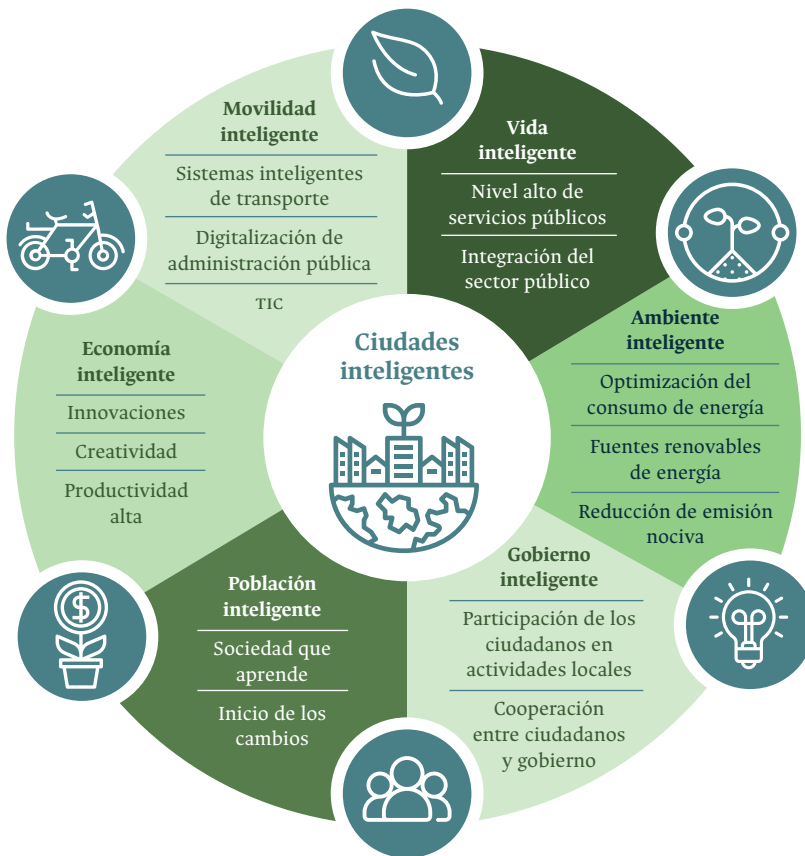 Movilidad
inteligente
Sistemas inteligentes
de transporte
Digitalización de
administración pública
TIC
Vida
inteligente
Nivel alto de
servicios públicos
Integración del
sector público
Ambiente
inteligente
Optimización del
consumo de energía
Fuentes renovables
de energía
Reducción de emisión
nociva
Gobierno
inteligente
Participación de los
ciudadanos en
actividades locales
Cooperación
entre ciudadanos
y gobierno
Población
inteligente
Sociedad que
aprende
Inicio de los
cambios
Economía
inteligente
Innovaciones
Creatividad
Productividad
alta
Ciudades
inteligentes
$